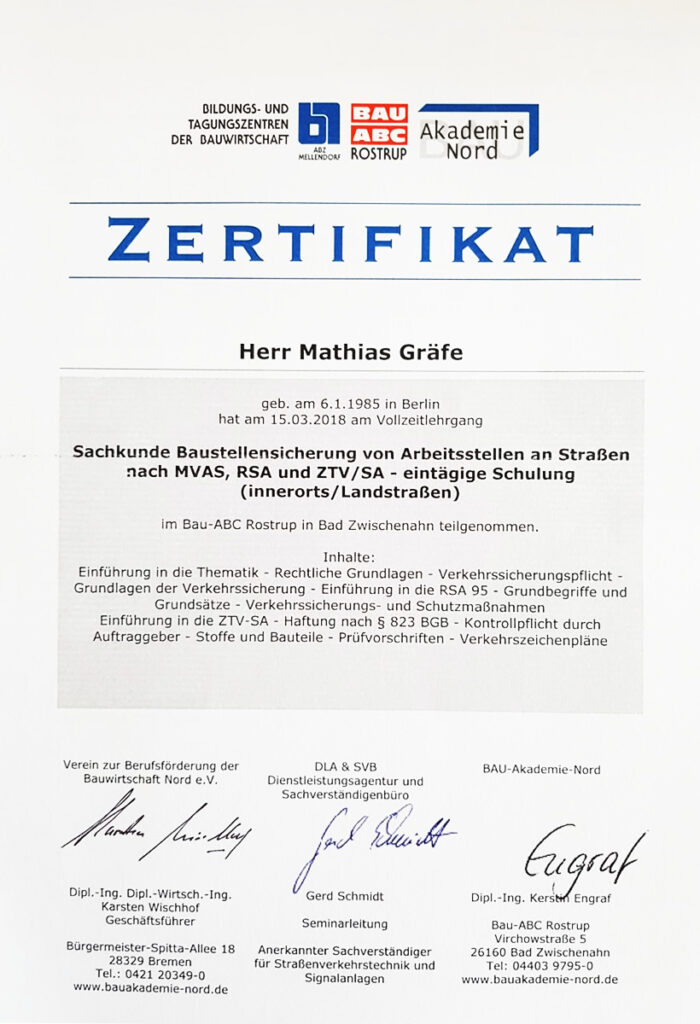 BILDUNGS- UND
TAGUNGSZENTREN
DER BAUWIRTSCHAFT
ABZ
MELLENDORF
BAU
ABC
ROSTRUP
Akademie
Nord
BAU
ZERTIFIKAT
Herr Mathias Gräfe
geb. am 6.1.1985 in Berlin
hat am 15.03.2018 am Vollzeitlehrgang
Sachkunde Baustellensicherung von Arbeitsstellen an Straßen
nach MVAS, RSA und ZTV/SA - eintägige Schulung
(innerorts/Landstraßen)
im Bau-ABC Rostrup in Bad Zwischenahn teilgenommen.
Inhalte:
Einführung in die Thematik - Rechtliche Grundlagen - Verkehrssicherungspflicht -
Grundlagen der Verkehrssicherung - Einführung in die RSA 95 - Grundbegriffe und
Grundsätze - Verkehrssicherungs- und Schutzmaßnahmen
Einführung in die ZTV-SA - Haftung nach § 823 BGB - Kontrollpflicht durch
Auftraggeber - Stoffe und Bauteile - Prüfvorschriften - Verkehrszeichenpläne
Verein zur Berufsförderung der
Bauwirtschaft Nord e.V.
Karsten
Dipl.-Ing. Dipl.-Wirtsch.-Ing.
Karsten Wischhof
Geschäftsführer
Bürgermeister-Spitta-Allee 18
28329 Bremen
Tel.: 0421 20349-0
www.bauakademie-nord.de
DLA & SVB
Dienstleistungsagentur und
Sachverständigenbüro
Gerd Schmidt
Gerd Schmidt
Seminarleitung
Anerkannter Sachverständiger
für Straßenverkehrstechnik und
Signalanlagen
BAU-Akademie-Nord
Engraf
Dipl.-Ing. Kerstin Engraf
Bau-ABC Rostrup
Virchowstraße 5
26160 Bad Zwischenahn
Tel: 04403 9795-0
www.bauakademie-nord.de